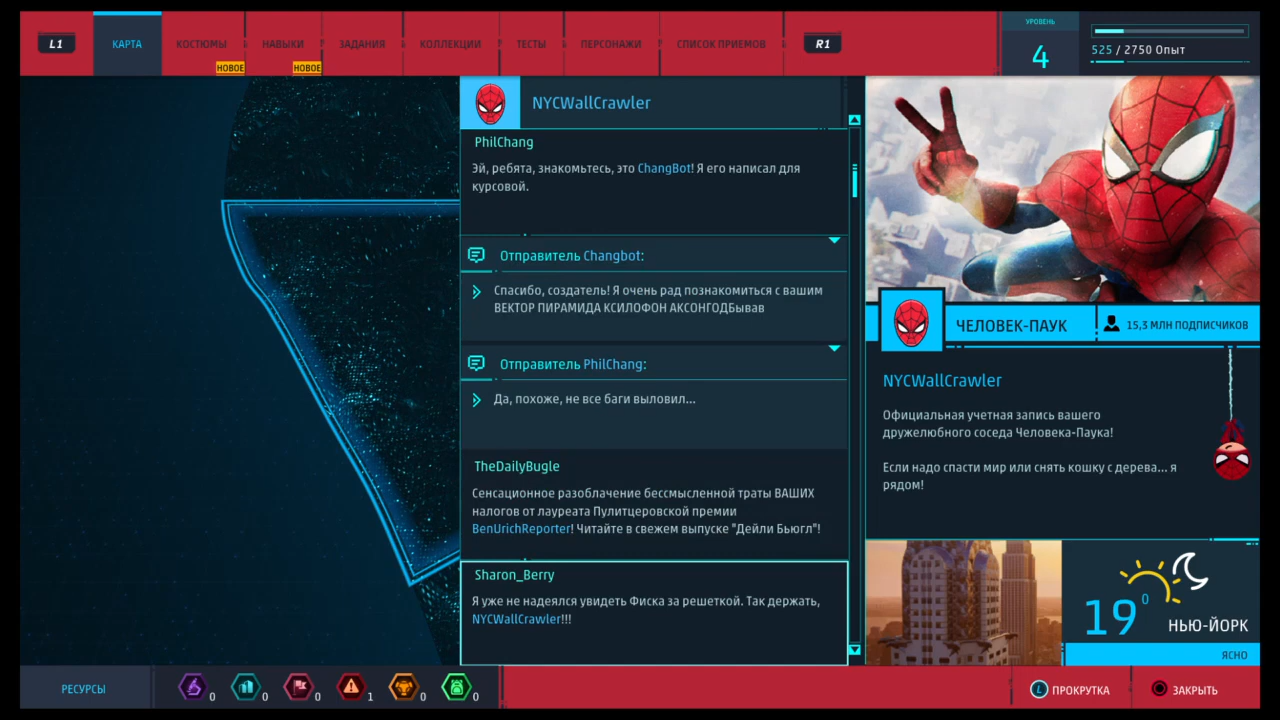 L1
КАРТА
КОСТЮМЫ
НОВОЕ
НАВЫКИ
НОВОЕ
ЗАДАНИЯ
КОЛЛЕКЦИИ
ТЕСТЫ
ПЕРСОНАЖИ
СПИСОК ПРИЕМОВ
R1
УРОВЕНЬ
4
525 / 2750 Опыт
NYCWallCrawler
PhilChang
Эй, ребята, знакомьтесь, это ChangBot! Я его написал для
курсовой.
Отправитель Changbot:
Спасибо, создатель! Я очень рад познакомиться с вашим
ВЕКТОР ПИРАМИДА КСИЛОФОН АКСОНГОДБывав
Отправитель PhilChang:
Да, похоже, не все баги выловил...
TheDailyBugle
Сенсационное разоблачение бессмысленной траты ВАШИХ
налогов от лауреата Пулитцеровской премии
BenUrichReporter! Читайте в свежем выпуске "Дейли Бьюгл"!
Sharon_Berry
Я уже не надеялся увидеть Фиска за решеткой. Так держать,
NYCWallCrawler!!!
ЧЕЛОВЕК-ПАУК
15,3 МЛН ПОДПИСЧИКОВ
NYCWallCrawler
Официальная учетная запись вашего
дружелюбного соседа Человека-Паука!
Если надо спасти мир или снять кошку с дерева... я
рядом!
19°
НЬЮ-ЙОРК
ЯСНО
РЕСУРСЫ
0
0
0
1
0
0
L ПРОКРУТКА
ЗАКРЫТЬ